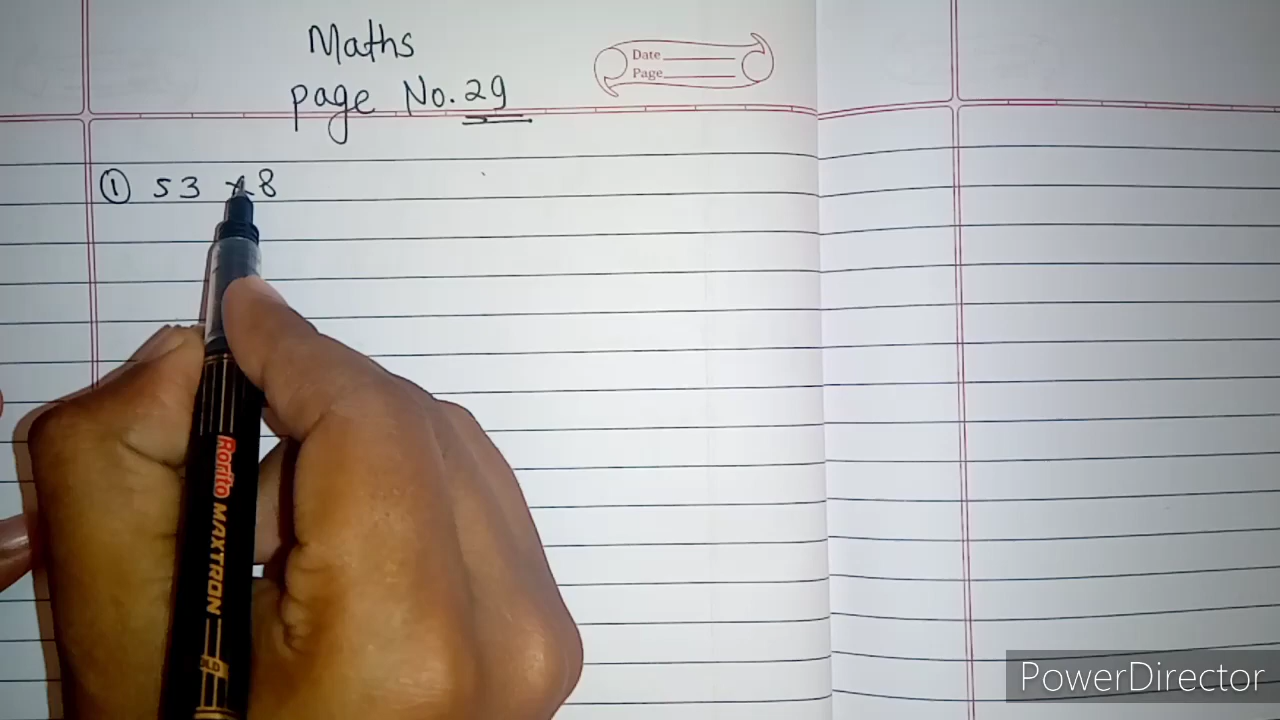 Maths
page No. 29
Date
Page
① 53 × 8
Rorito MAXTRON
PowerDirector